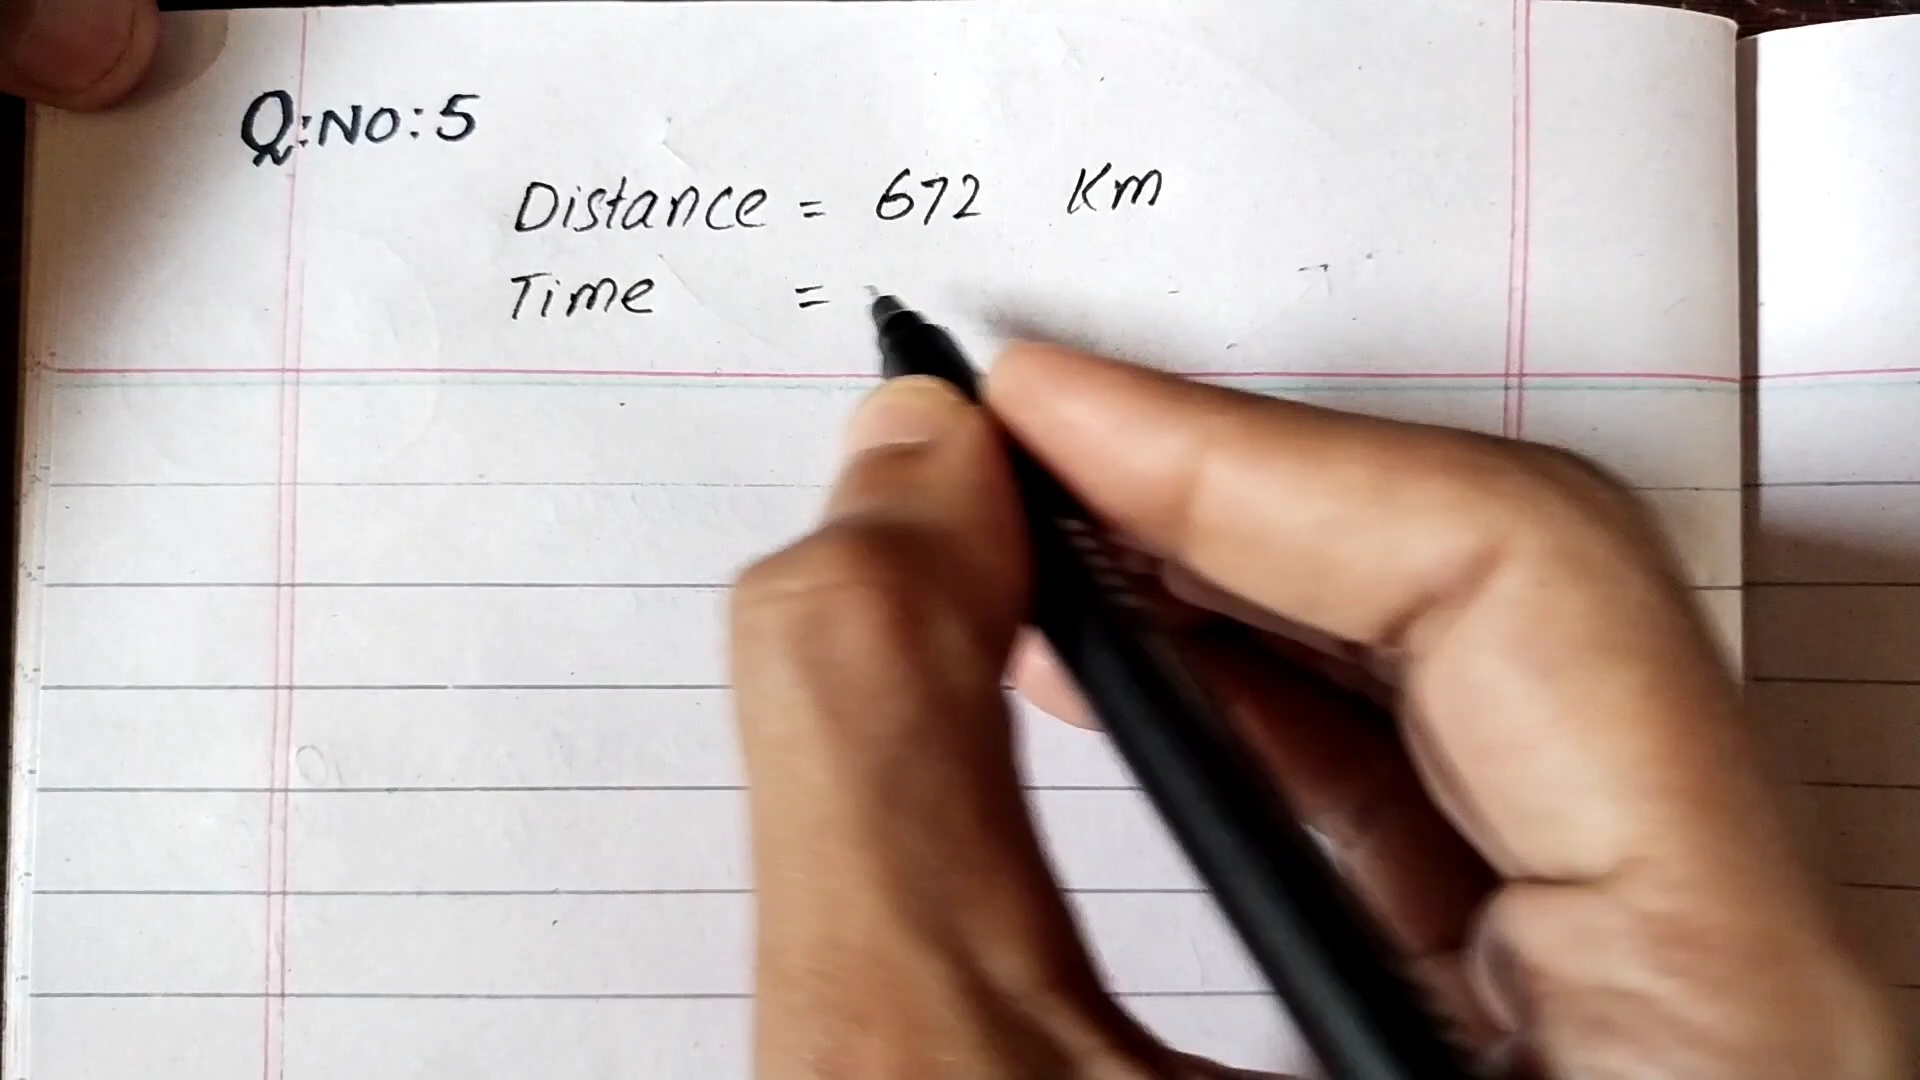 Q:NO:5
Distance = 672 Km
Time =